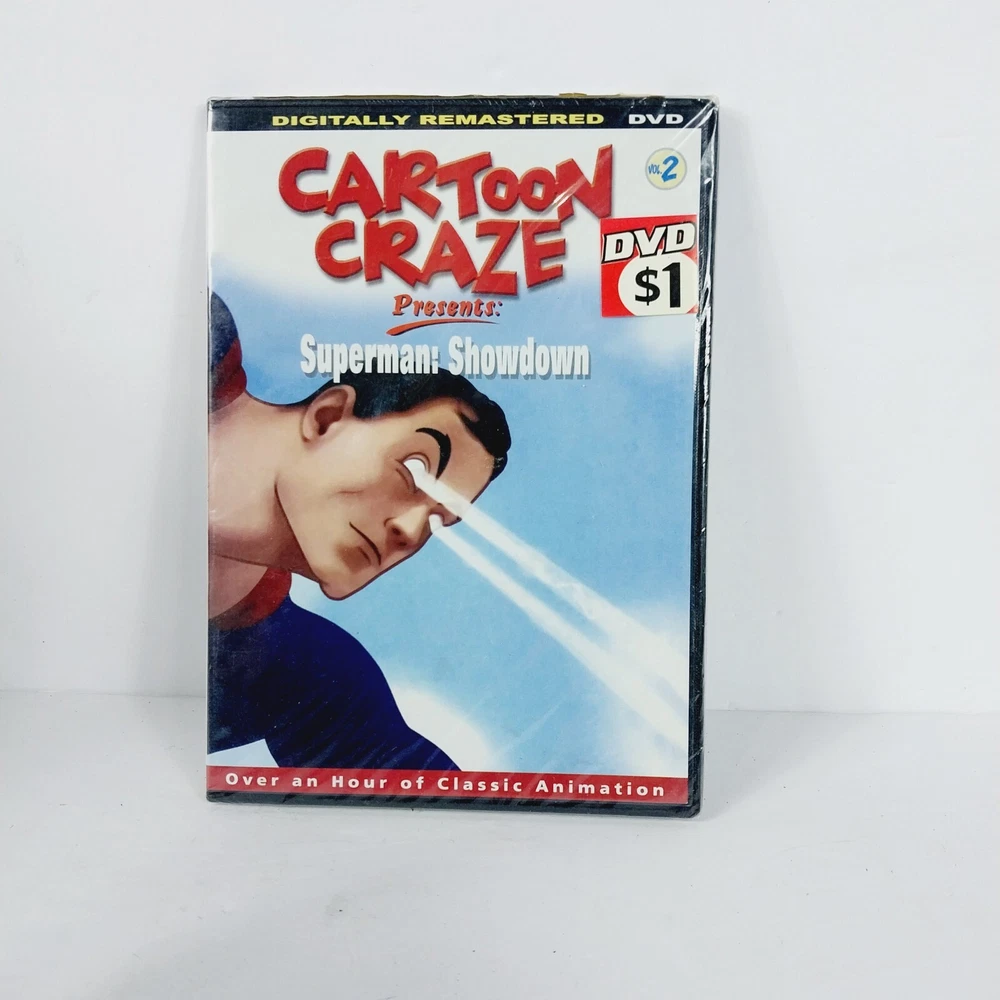 DIGITALLY REMASTERED DVD
VOL. 2
CARTOON
CRAZE
DVD
$1
Presents:
Superman: Showdown
Over an Hour of Classic Animation